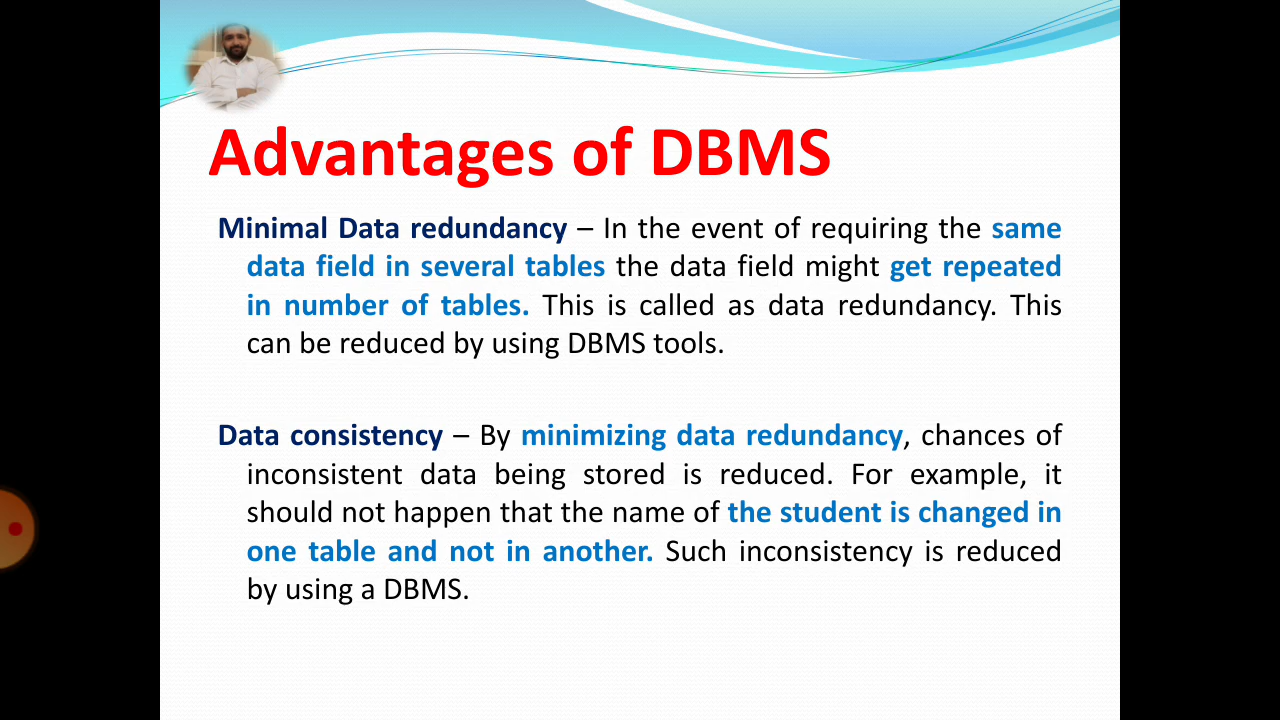 Advantages of DBMS
Minimal Data redundancy – In the event of requiring the same
data field in several tables the data field might get repeated
in number of tables. This is called as data redundancy. This
can be reduced by using DBMS tools.
Data consistency – By minimizing data redundancy, chances of
inconsistent data being stored is reduced. For example, it
should not happen that the name of the student is changed in
one table and not in another. Such inconsistency is reduced
by using a DBMS.